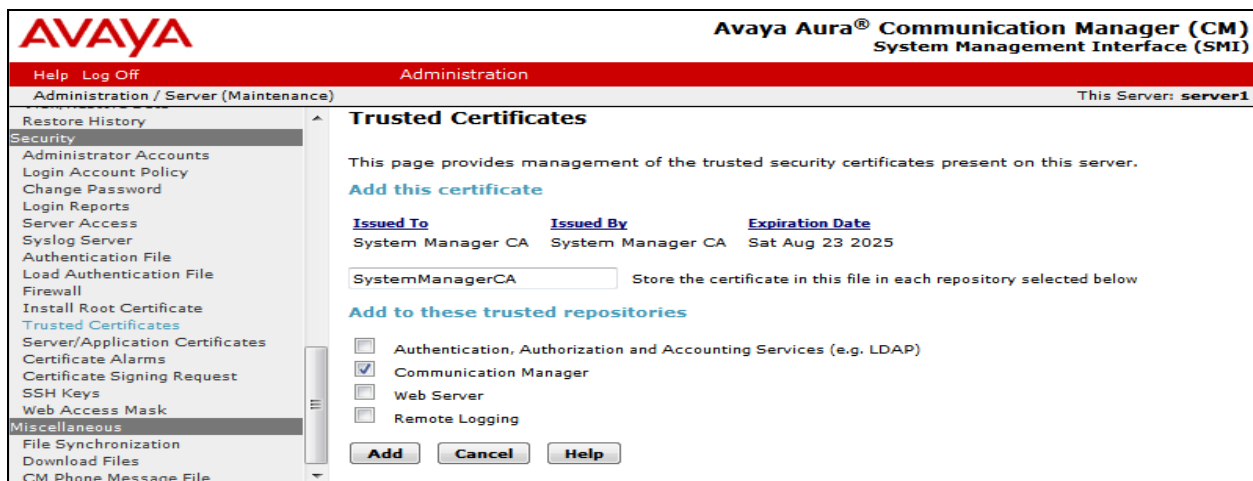 AVAYA
Avaya Aura® Communication Manager (CM)
System Management Interface (SMI)
Help Log Off
Administration
Administration / Server (Maintenance)
This Server: server1
Restore History
Security
Administrator Accounts
Login Account Policy
Change Password
Login Reports
Server Access
Syslog Server
Authentication File
Load Authentication File
Firewall
Install Root Certificate
Trusted Certificates
Server/Application Certificates
Certificate Alarms
Certificate Signing Request
SSH Keys
Web Access Mask
Miscellaneous
File Synchronization
Download Files
CM Phone Message File
Trusted Certificates
This page provides management of the trusted security certificates present on this server.
Add this certificate
Issued To Issued By Expiration Date
System Manager CA System Manager CA Sat Aug 23 2025
SystemManagerCA Store the certificate in this file in each repository selected below
Add to these trusted repositories
Authentication, Authorization and Accounting Services (e.g. LDAP)
Communication Manager
Web Server
Remote Logging
Add Cancel Help